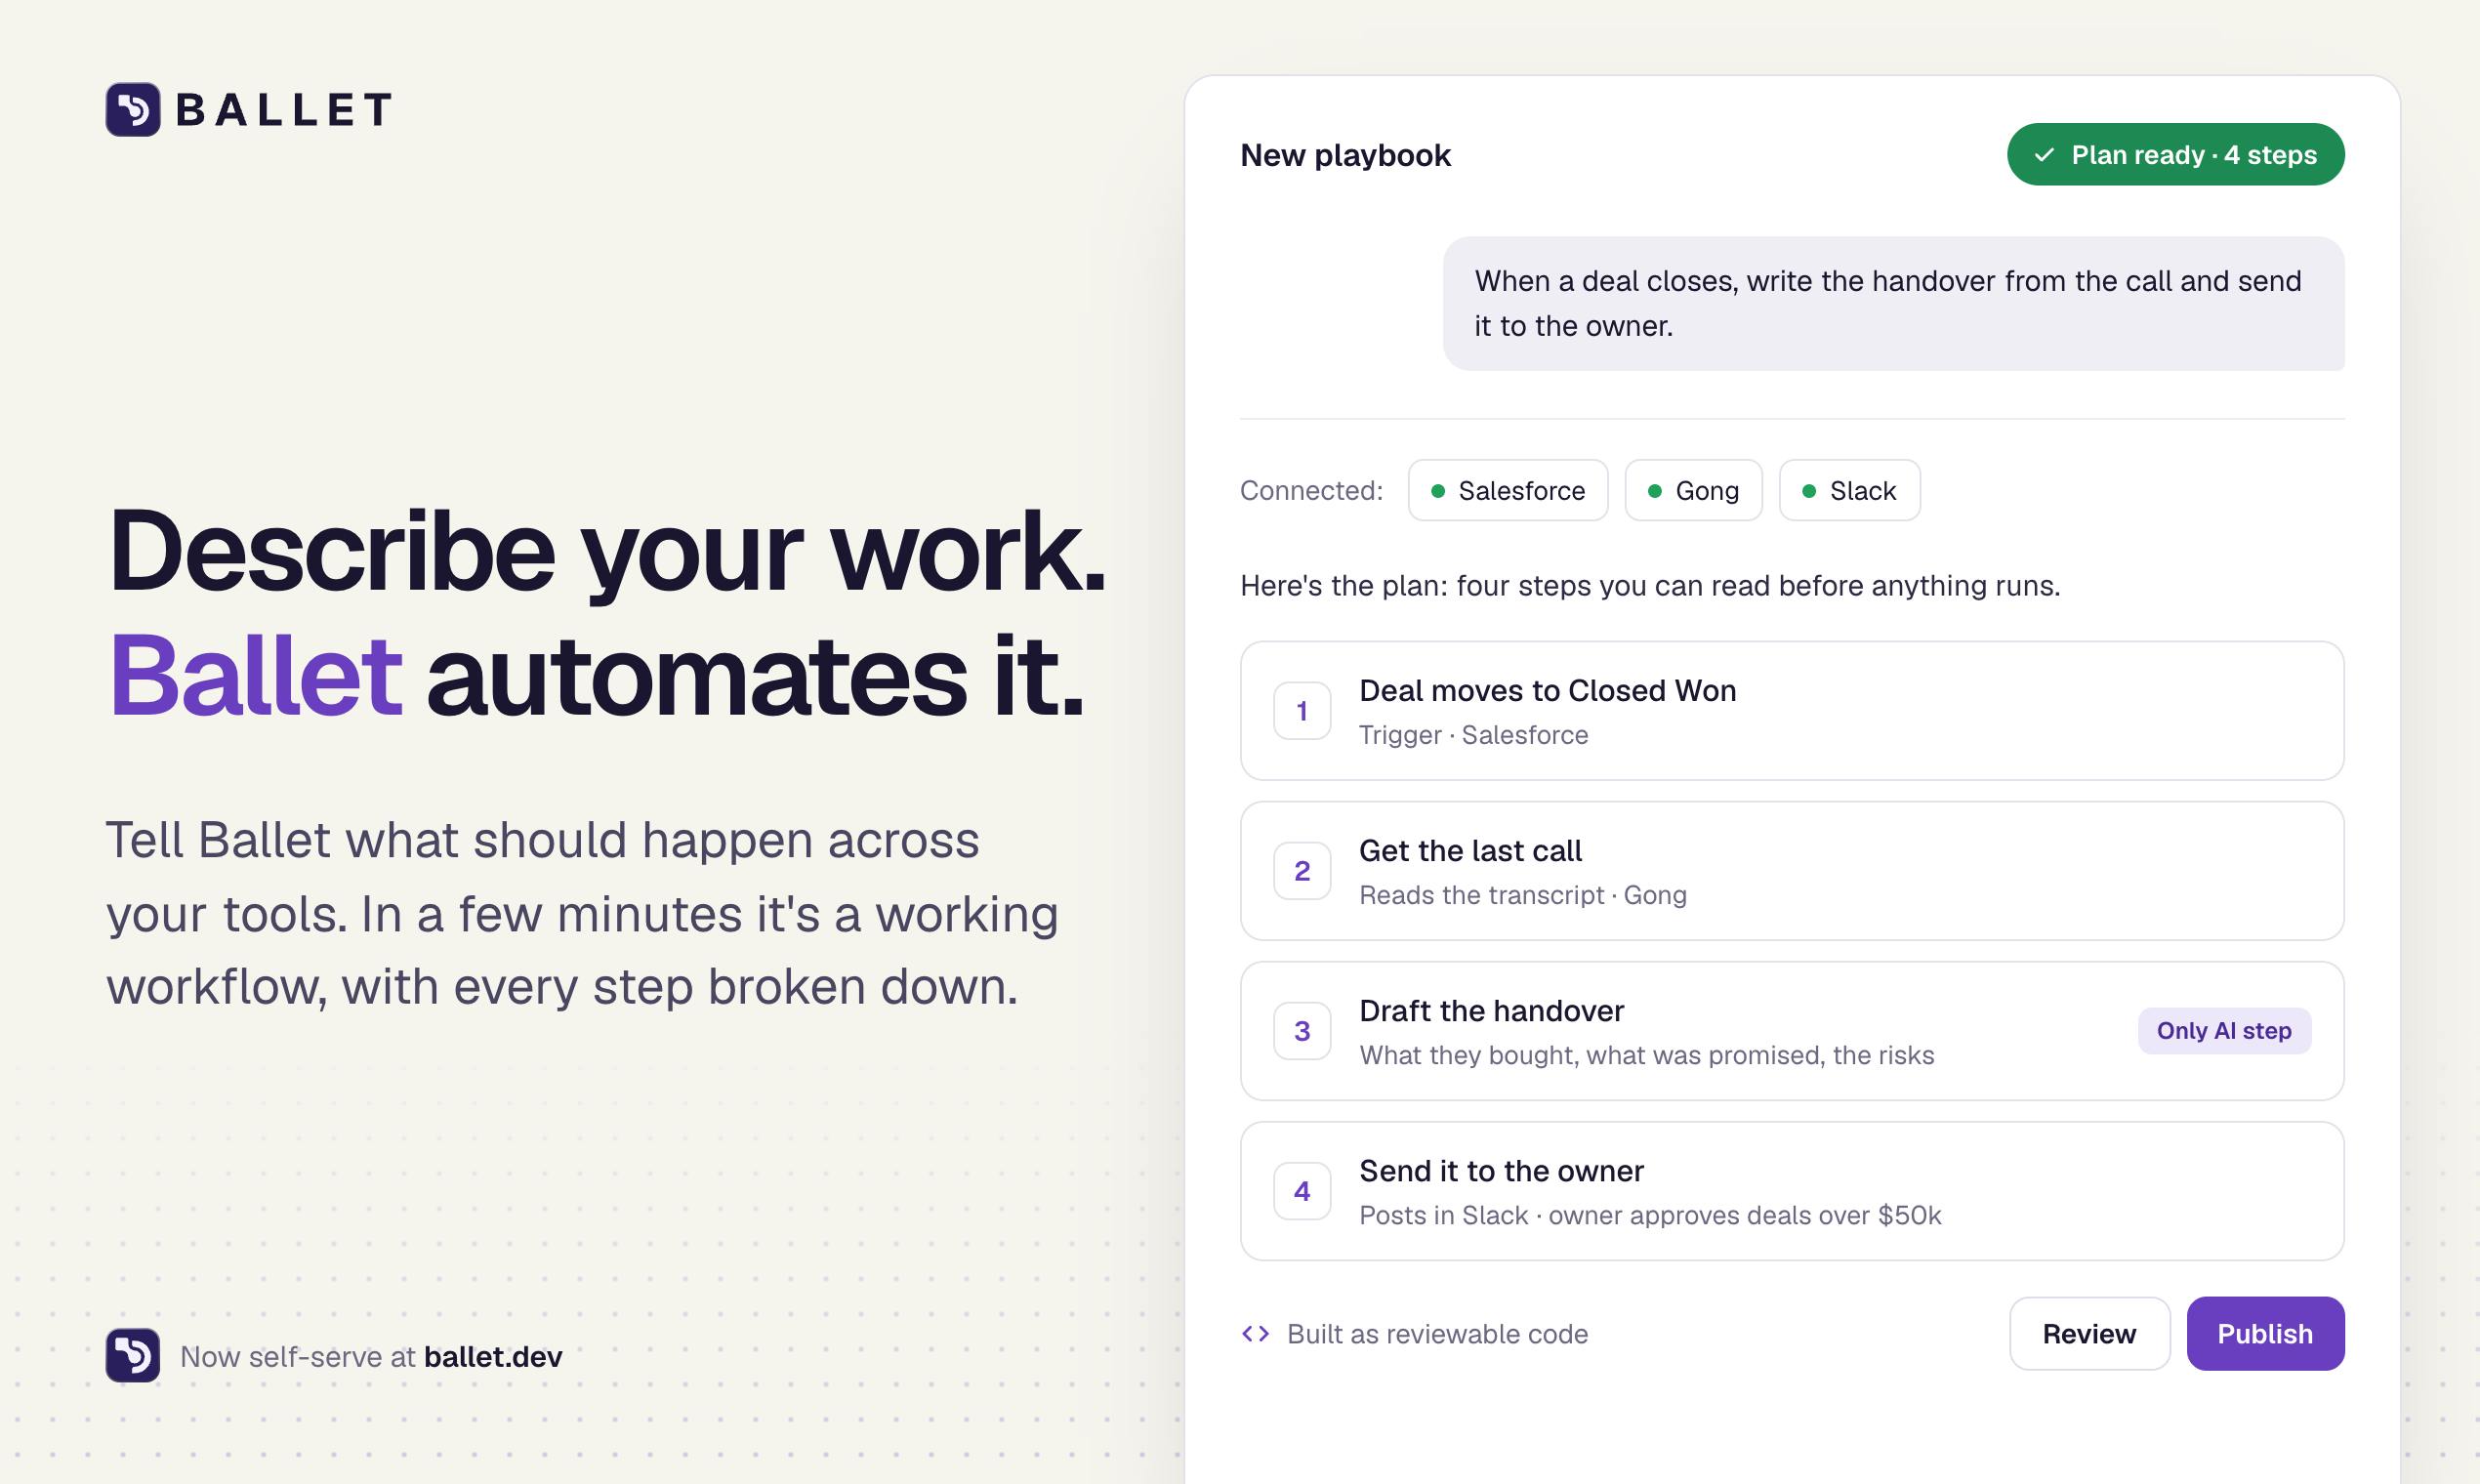 BALLET
Describe your work.
Ballet automates it.
Tell Ballet what should happen across
your tools. In a few minutes it's a working
workflow, with every step broken down.
Now self-serve at ballet.dev
New playbook
Plan ready · 4 steps
When a deal closes, write the handover from the call and send
it to the owner.
Connected:
Salesforce
Gong
Slack
Here's the plan: four steps you can read before anything runs.
1
Deal moves to Closed Won
Trigger · Salesforce
2
Get the last call
Reads the transcript · Gong
3
Draft the handover
What they bought, what was promised, the risks
Only AI step
4
Send it to the owner
Posts in Slack · owner approves deals over $50k
Built as reviewable code
Review
Publish